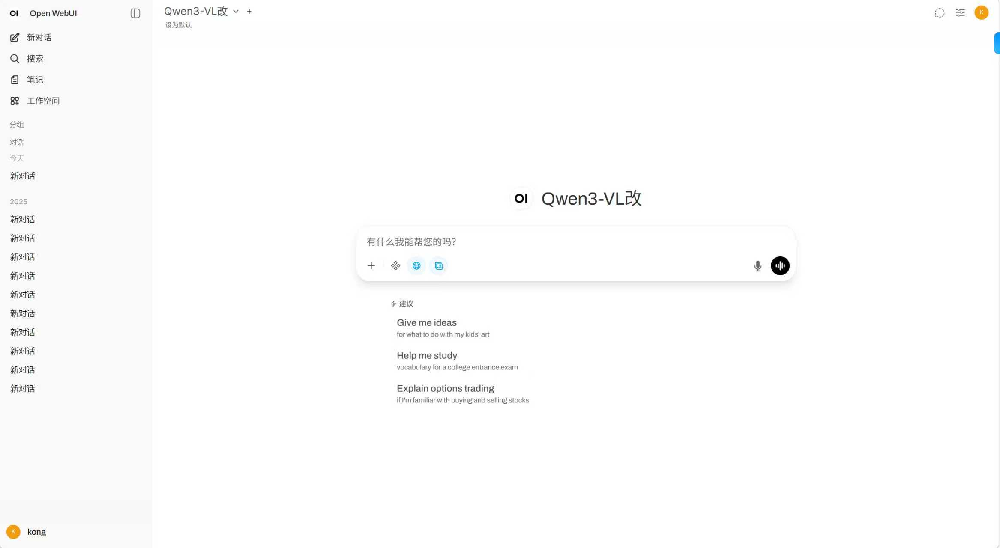 OI Open WebUI
新对话
搜索
笔记
工作空间
分组
对话
今天
新对话
2025
新对话
新对话
新对话
新对话
新对话
新对话
新对话
新对话
新对话
新对话
K kong
Qwen3-VL改
设为默认
K
OI Qwen3-VL改
有什么我能帮您的吗？
建议
Give me ideas
for what to do with my kids' art
Help me study
vocabulary for a college entrance exam
Explain options trading
if I'm familiar with buying and selling stocks